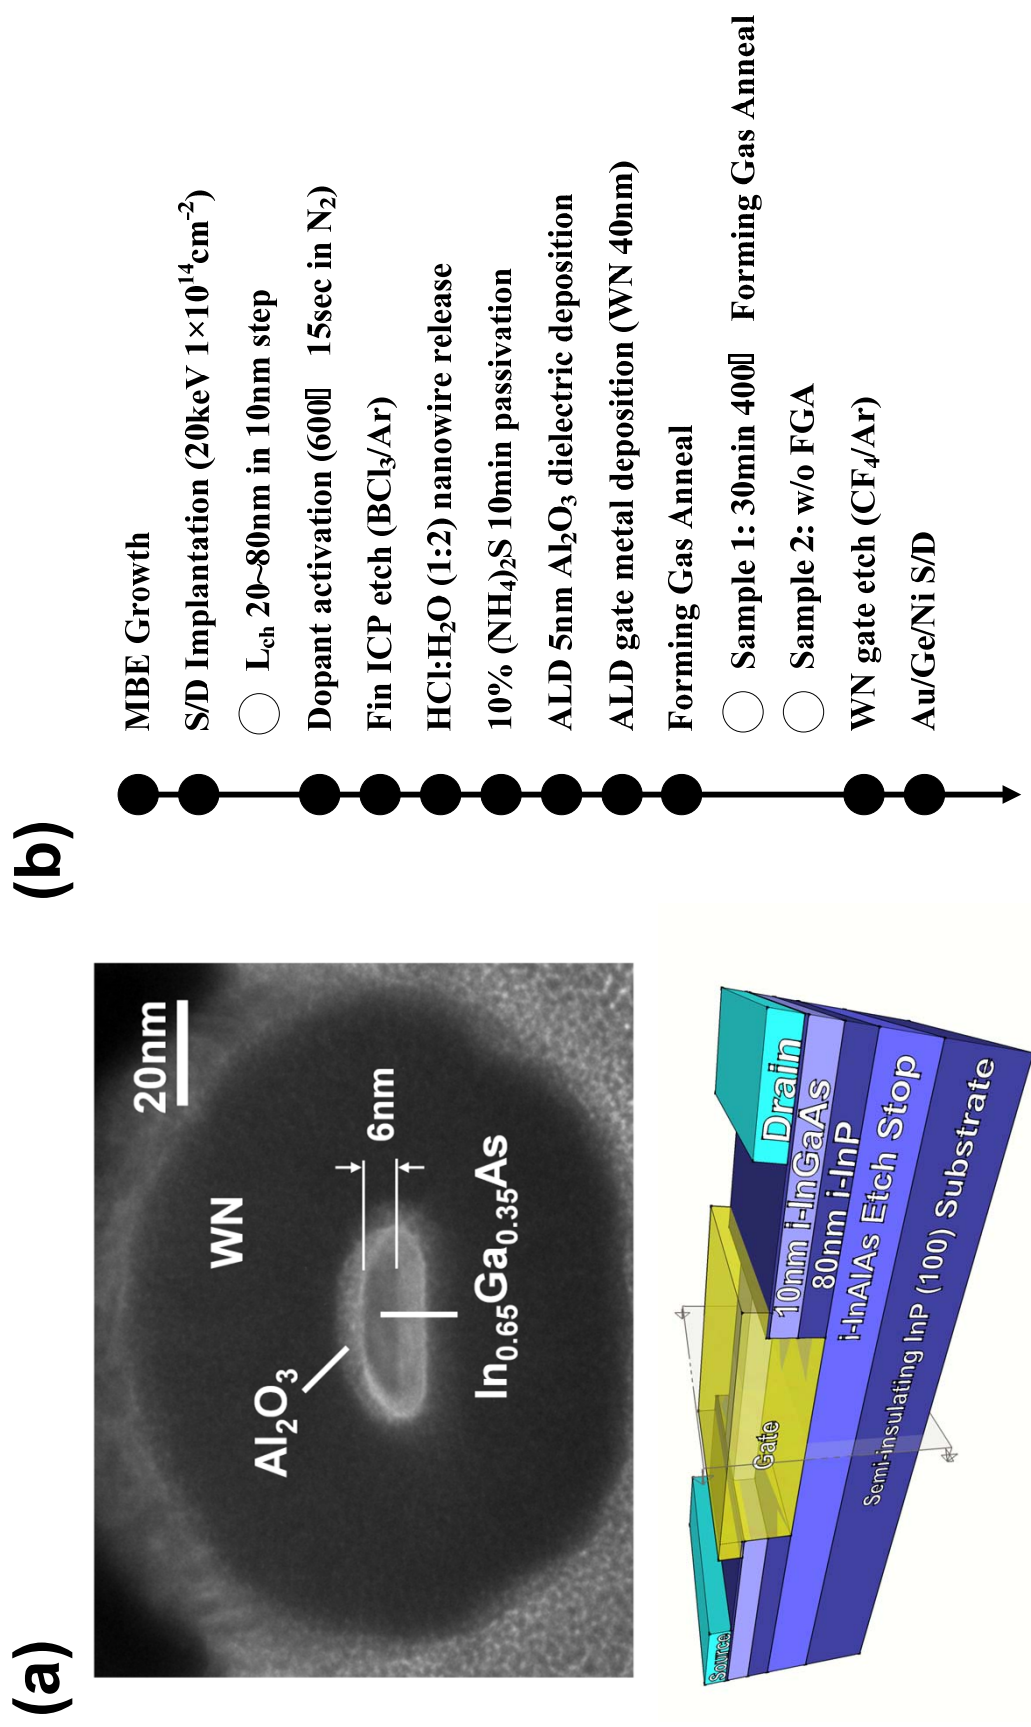 (a)
20nm
WN
6nm
Al₂O₃
In₀.₆₅Ga₀.₃₅As
Source
Gate
Drain
10nm i-InGaAs
80nm i-InP
i-InAlAs Etch Stop
Semi-insulating InP (100) Substrate
(b)
MBE Growth
S/D Implantation (20keV 1×10¹⁴cm⁻²)
○ L_ch 20~80nm in 10nm step
Dopant activation (600▯ 15sec in N₂)
Fin ICP etch (BCl₃/Ar)
HCl:H₂O (1:2) nanowire release
10% (NH₄)₂S 10min passivation
ALD 5nm Al₂O₃ dielectric deposition
ALD gate metal deposition (WN 40nm)
Forming Gas Anneal
○ Sample 1: 30min 400▯ Forming Gas Anneal
○ Sample 2: w/o FGA
WN gate etch (CF₄/Ar)
Au/Ge/Ni S/D